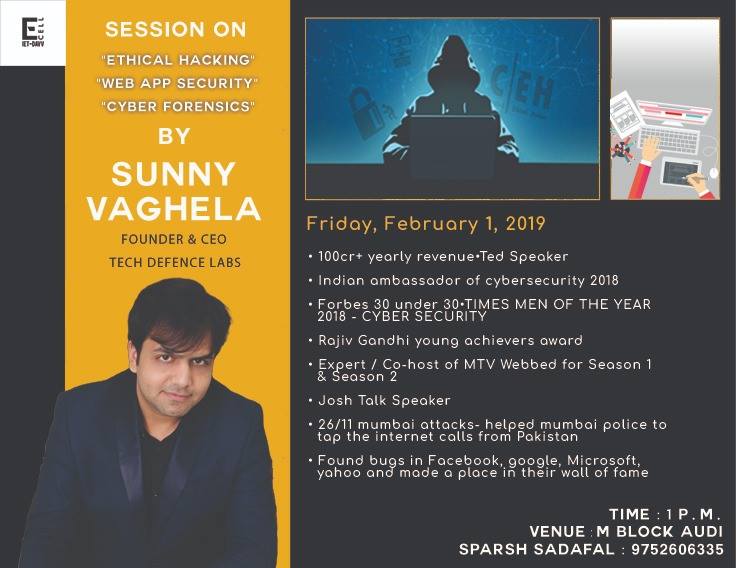 E
CELL
IET-DAVV
SESSION ON
"ETHICAL HACKING"
"WEB APP SECURITY"
"CYBER FORENSICS"
BY
SUNNY
VAGHELA
FOUNDER & CEO
TECH DEFENCE LABS
C|EH
Friday, February 1, 2019
• 100cr+ yearly revenue•Ted Speaker
• Indian ambassador of cybersecurity 2018
• Forbes 30 under 30•TIMES MEN OF THE YEAR
2018 - CYBER SECURITY
• Rajiv Gandhi young achievers award
• Expert / Co-host of MTV Webbed for Season 1
& Season 2
• Josh Talk Speaker
• 26/11 mumbai attacks- helped mumbai police to
tap the internet calls from Pakistan
• Found bugs in Facebook, google, Microsoft,
yahoo and made a place in their wall of fame
TIME : 1 P.M.
VENUE : M BLOCK AUDI
SPARSH SADAFAL : 9752606335